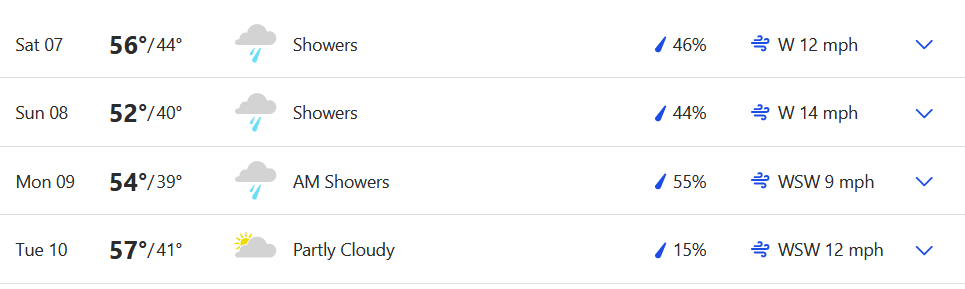 Sat 07 56°/44° Showers 46% W 12 mph
Sun 08 52°/40° Showers 44% W 14 mph
Mon 09 54°/39° AM Showers 55% WSW 9 mph
Tue 10 57°/41° Partly Cloudy 15% WSW 12 mph